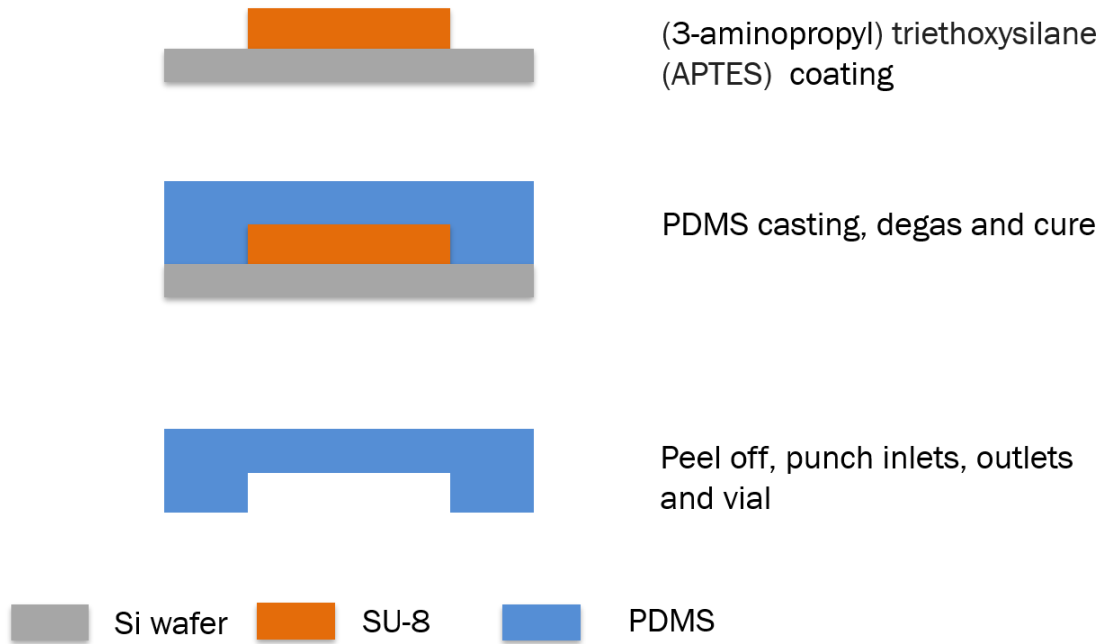 (3-aminopropyl) triethoxysilane
(APTES) coating
PDMS casting, degas and cure
Peel off, punch inlets, outlets
and vial
Si wafer
SU-8
PDMS